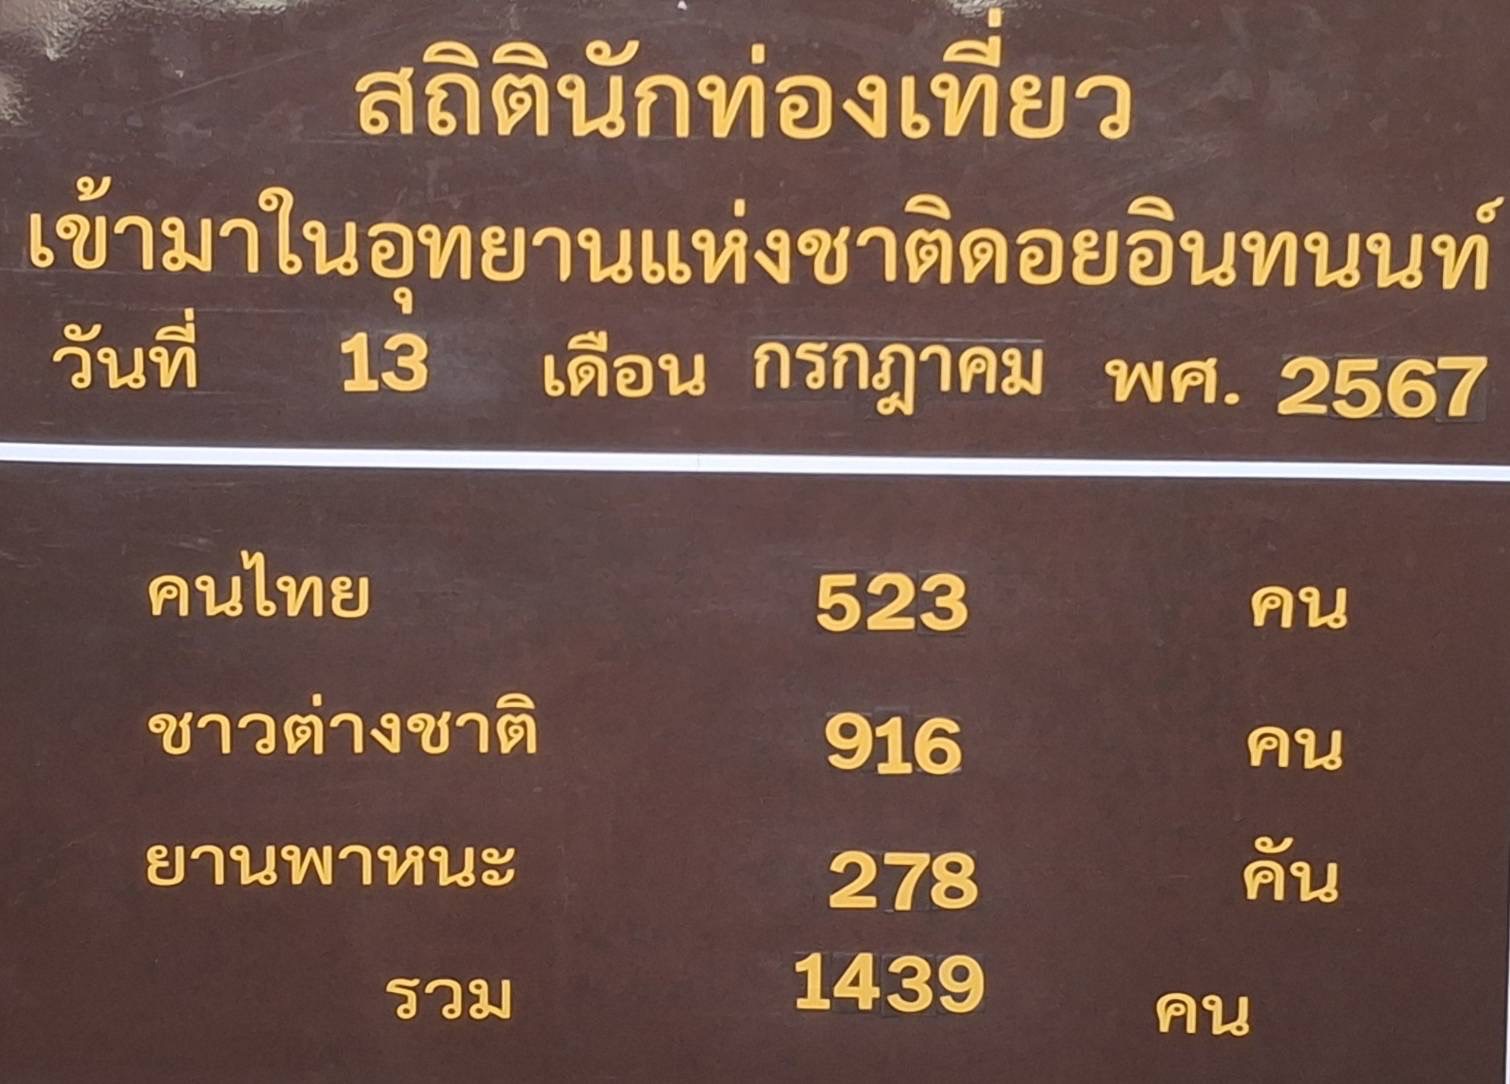 สถิตินักท่องเที่ยว
เข้ามาในอุทยานแห่งชาติดอยอินทนนท์
วันที่ 13 เดือน กรกฎาคม พศ. 2567
คนไทย 523 คน
ชาวต่างชาติ 916 คน
ยานพาหนะ 278 คัน
รวม 1439 คน